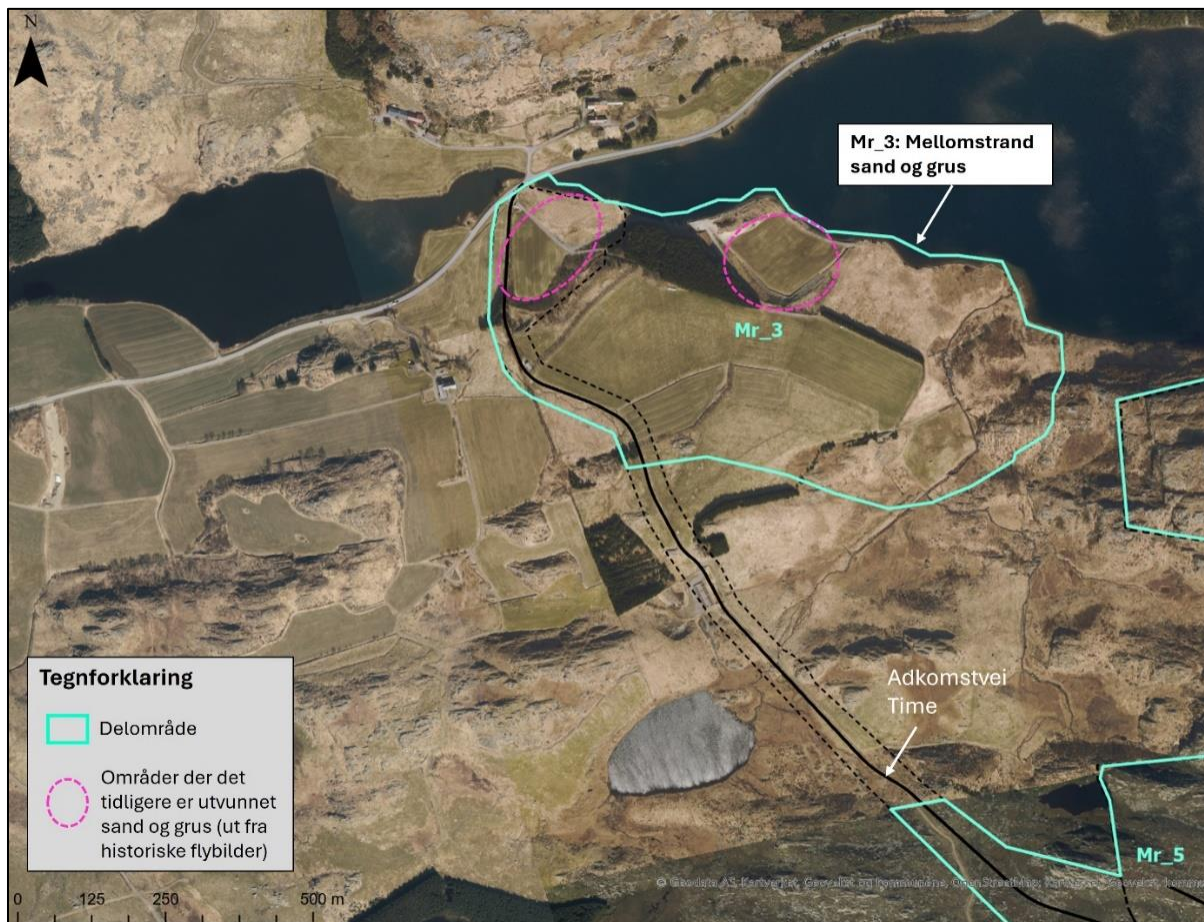 N
Mr_3: Mellomstrand
sand og grus
Mr_3
Adkomstvei
Time
Mr_5
Tegnforklaring
Delområde
Områder der det
tidligere er utvunnet
sand og grus (ut fra
historiske flybilder)
0 125 250 500 m
© Geodata AS, Kartverket, Geovekst og kommunene, OpenStreetMap,